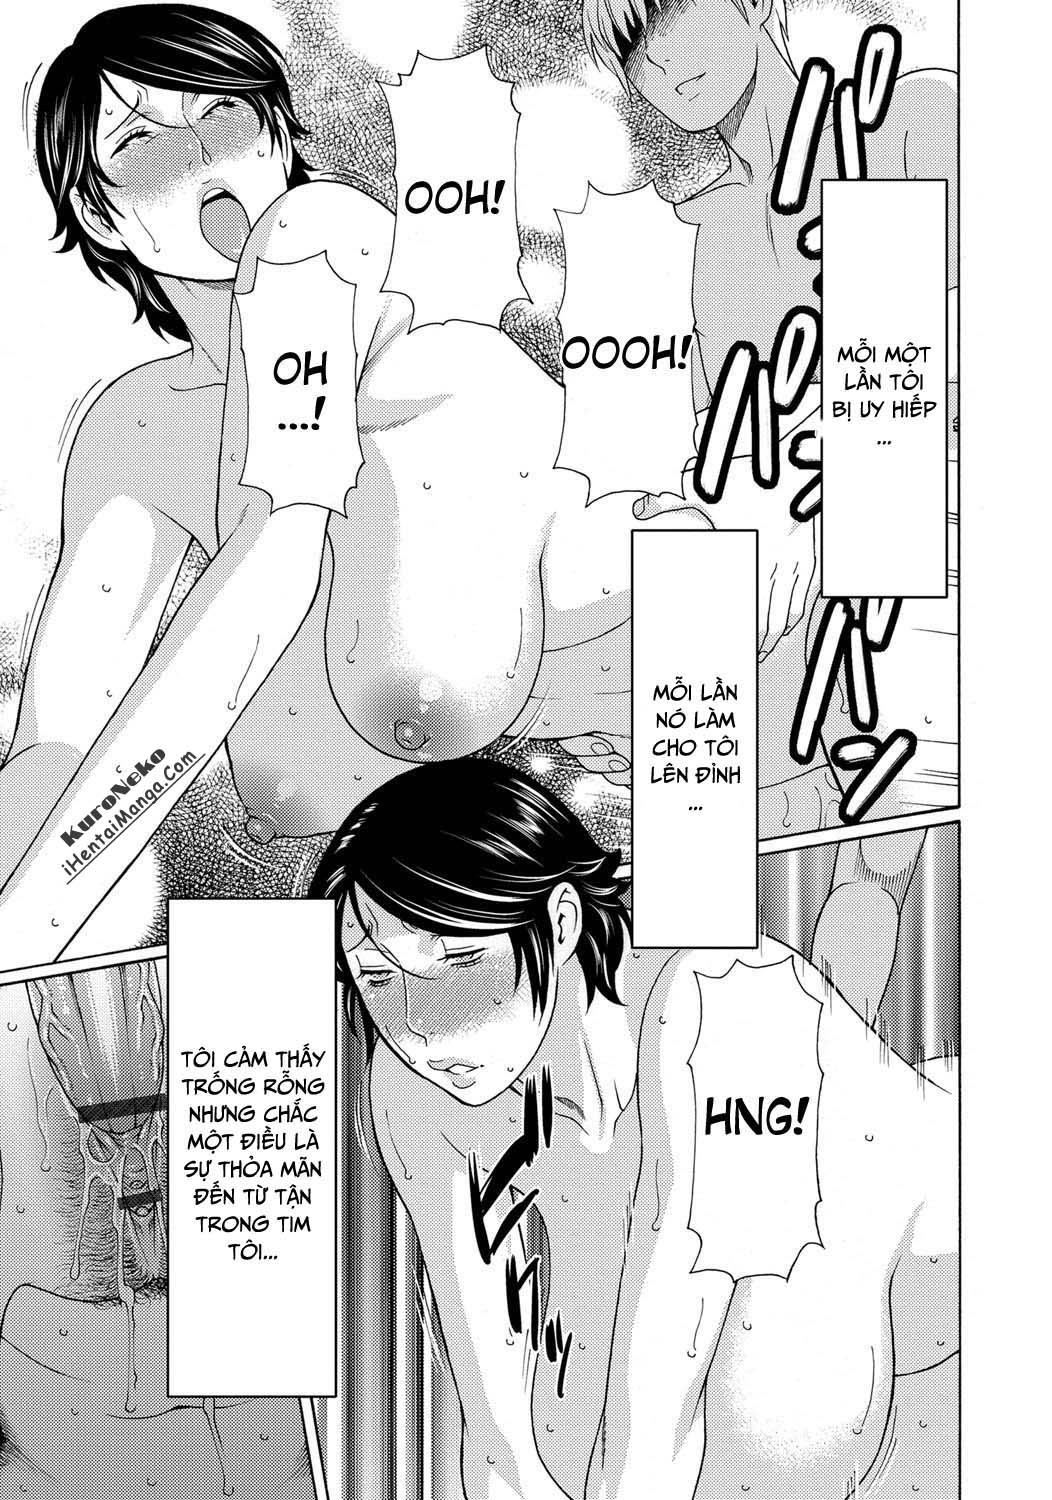 MỖI MỘT
LẦN TÔI
BỊ UY HIẾP
...
OOOH!
OOH!
OH
....!
MỖI LẦN
NÓ LÀM
CHO TÔI
LÊN ĐỈNH
...
HNG!
TÔI CẢM THẤY
TRỐNG RỖNG
NHƯNG CHẮC
MỘT ĐIỀU LÀ
SỰ THỎA MÃN
ĐẾN TỪ TẬN
TRONG TIM
TÔI...
KuroNeko
iHentaiManga.Com